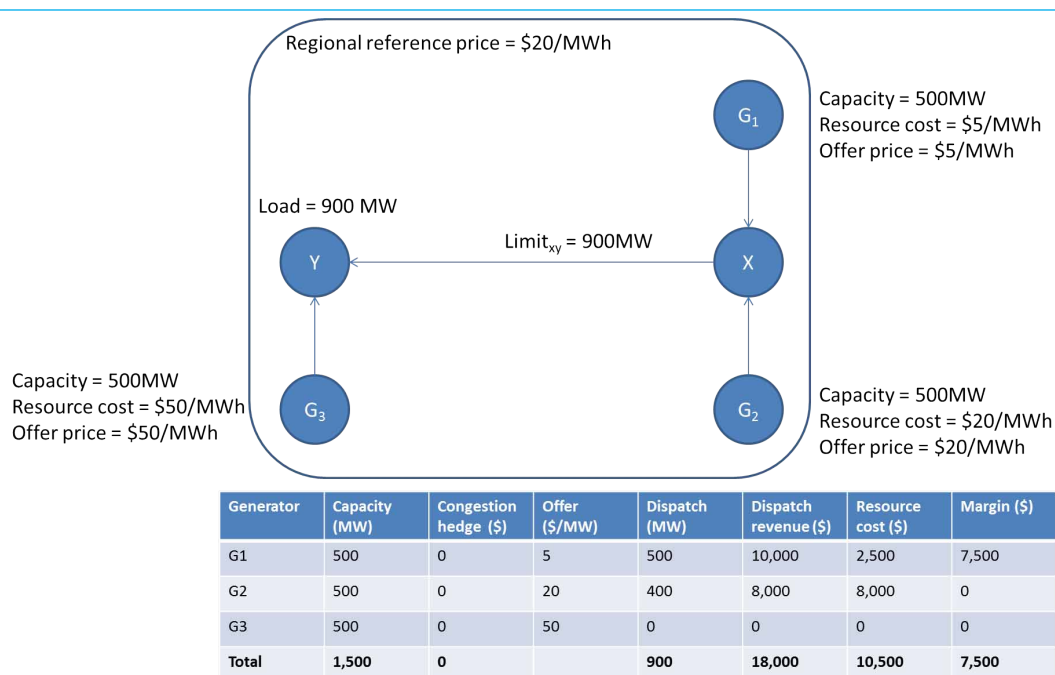 Regional reference price = $20/MWh
G1
Capacity = 500MW
Resource cost = $5/MWh
Offer price = $5/MWh
Load = 900 MW
Limitxy = 900MW
Y
X
Capacity = 500MW
Resource cost = $50/MWh
Offer price = $50/MWh
G3
G2
Capacity = 500MW
Resource cost = $20/MWh
Offer price = $20/MWh
Generator Capacity (MW) Congestion hedge ($) Offer ($/MW) Dispatch (MW) Dispatch revenue ($) Resource cost ($) Margin ($)
G1 500 0 5 500 10,000 2,500 7,500
G2 500 0 20 400 8,000 8,000 0
G3 500 0 50 0 0 0 0
Total 1,500 0 900 18,000 10,500 7,500